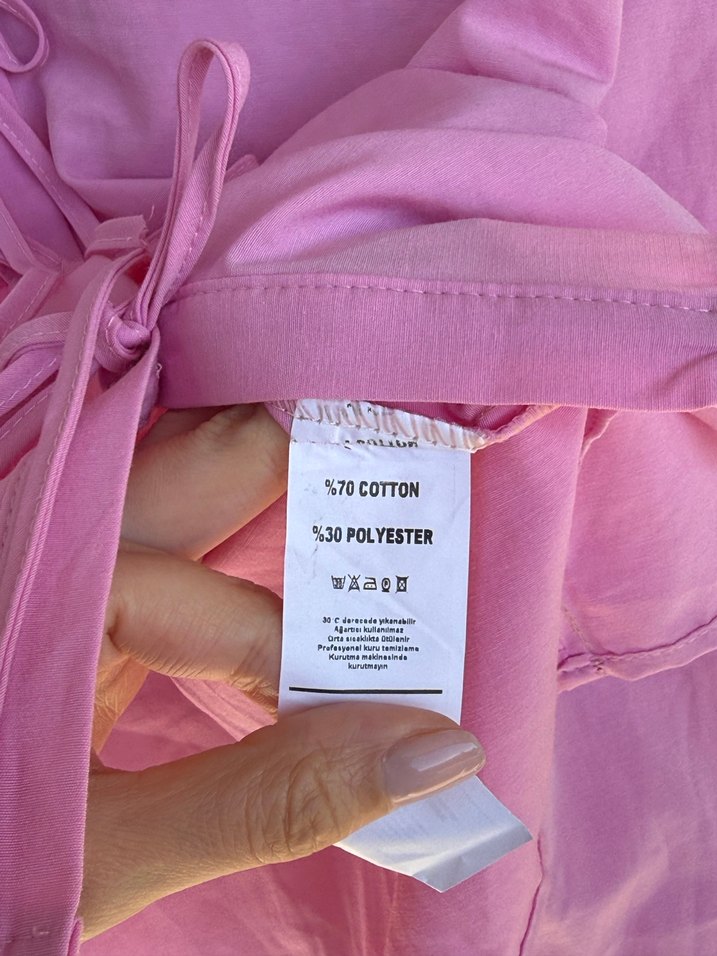 %70 COTTON
%30 POLYESTER
30°C derecede yıkanabilir
Ağartıcı kullanılmaz
Orta sıcaklıkta ütülenir
Profesyonel kuru temizleme
Kurutma makinesinde
kurutmayın